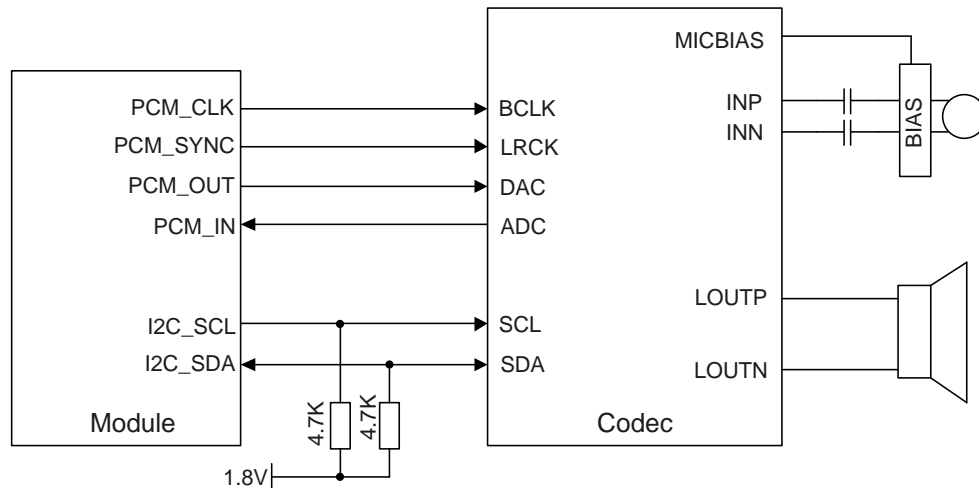 MICBIAS
PCM_CLK
BCLK
INP
BIAS
PCM_SYNC
LRCK
INN
PCM_OUT
DAC
PCM_IN
ADC
LOUTP
I2C_SCL
SCL
I2C_SDA
SDA
LOUTN
4.7K
4.7K
Module
Codec
1.8V